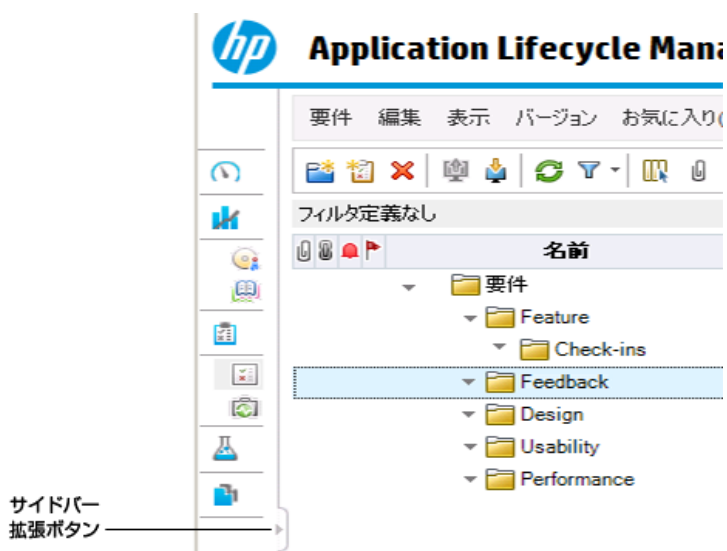 hp
Application Lifecycle Mana
要件 編集 表示 バージョン お気に入り(
フィルタ定義なし
名前
要件
Feature
Check-ins
Feedback
Design
Usability
Performance
サイドバー
拡張ボタン